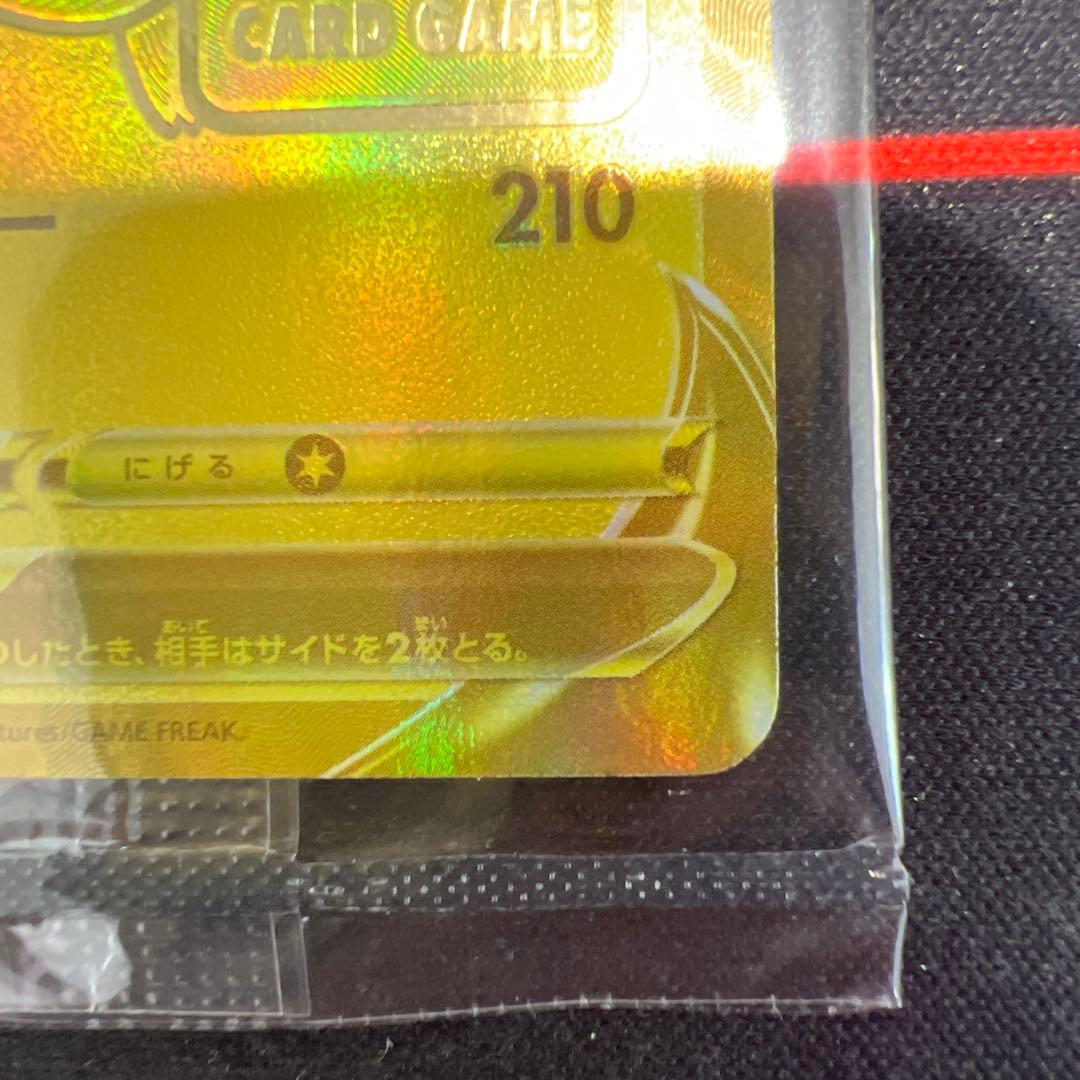 CARD GAME
210
にげる
したとき、相手はサイドを2枚とる。
tures/GAME FREAK.